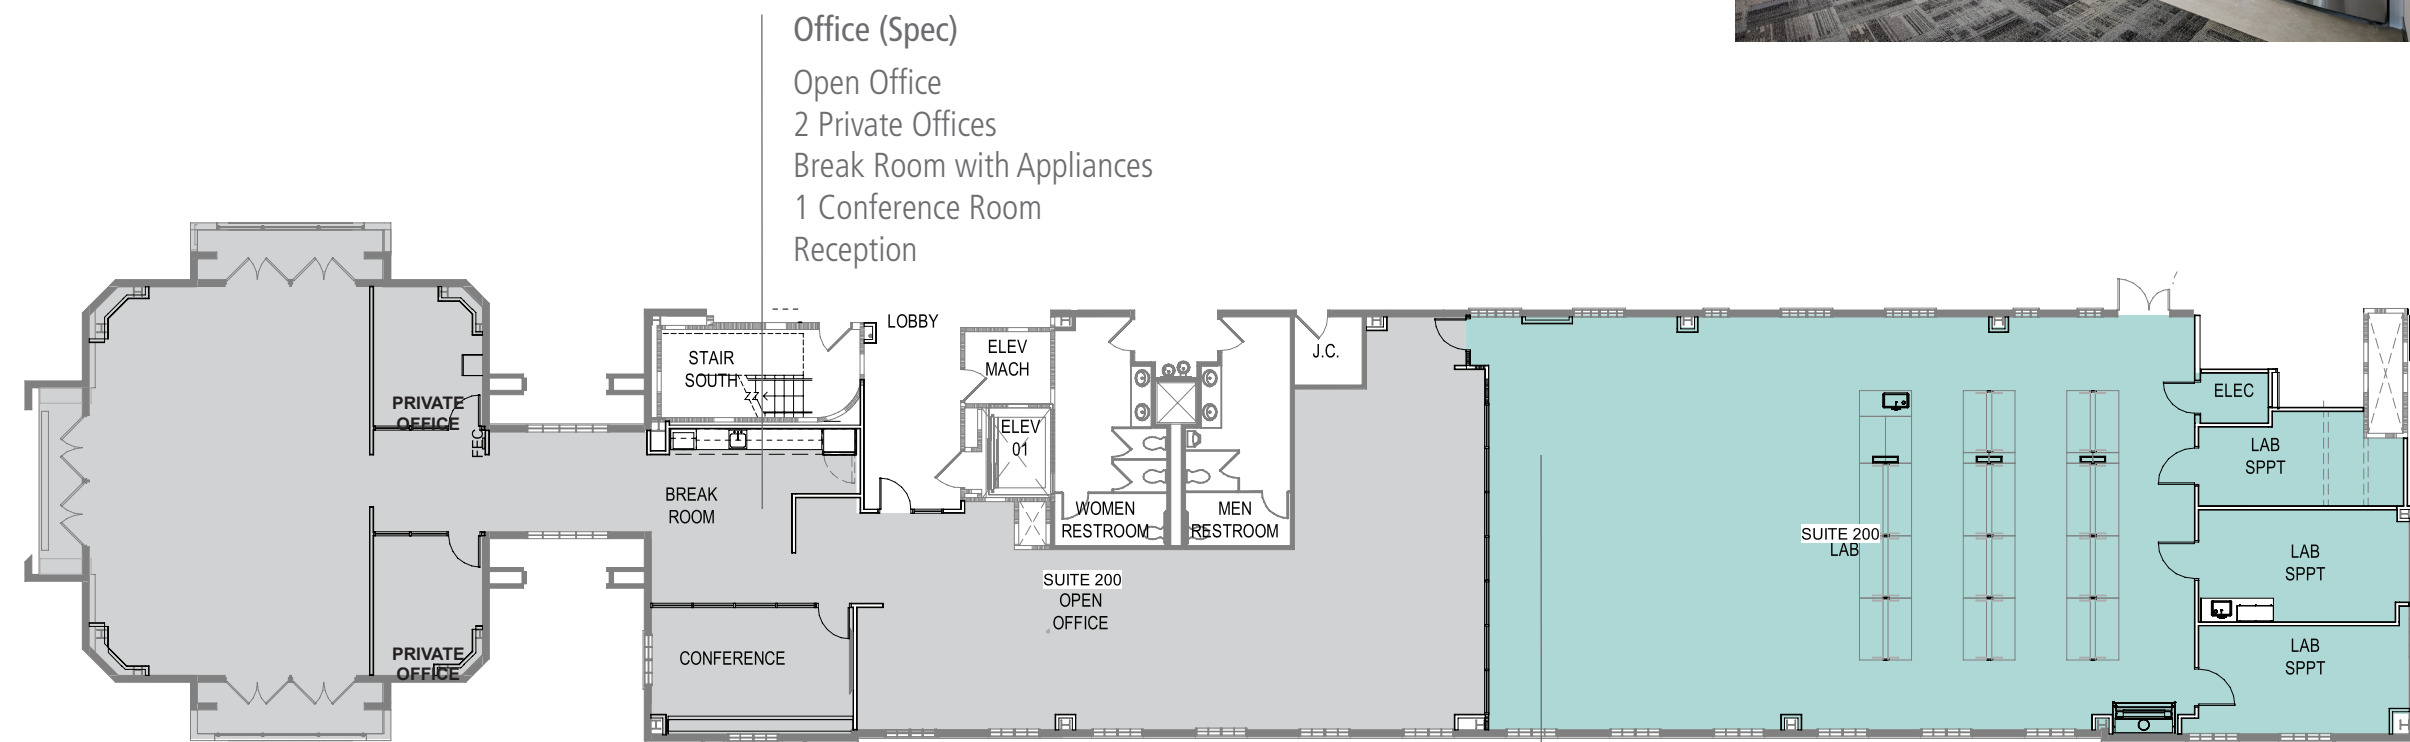 Office (Spec)
Open Office
2 Private Offices
Break Room with Appliances
1 Conference Room
Reception
LOBBY
STAIR
SOUTH
ELEV
MACH
J.C.
PRIVATE
OFFICE
FEC
ELEV
01
ELEC
LAB
SPPT
BREAK
ROOM
WOMEN
RESTROOM
MEN
RESTROOM
SUITE 200
LAB
LAB
SPPT
SUITE 200
OPEN
OFFICE
PRIVATE
OFFICE
CONFERENCE
LAB
SPPT